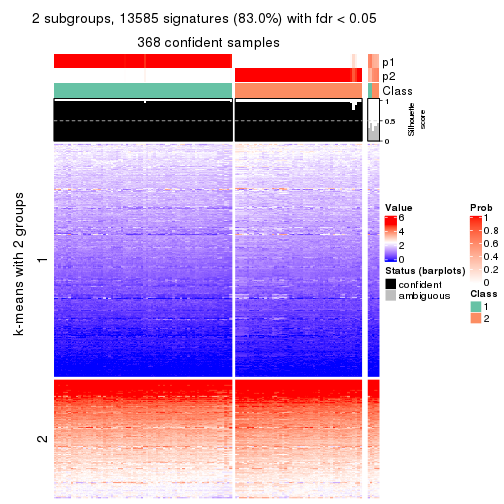 2 subgroups, 13585 signatures (83.0%) with fdr < 0.05
368 confident samples
p1
p2
Class
1
0.5
0
Silhouette
score
k-means with 2 groups
1
2
Value
6
4
2
0
Status (barplots)
confident
ambiguous
Prob
1
0.8
0.6
0.4
0.2
0
Class
1
2